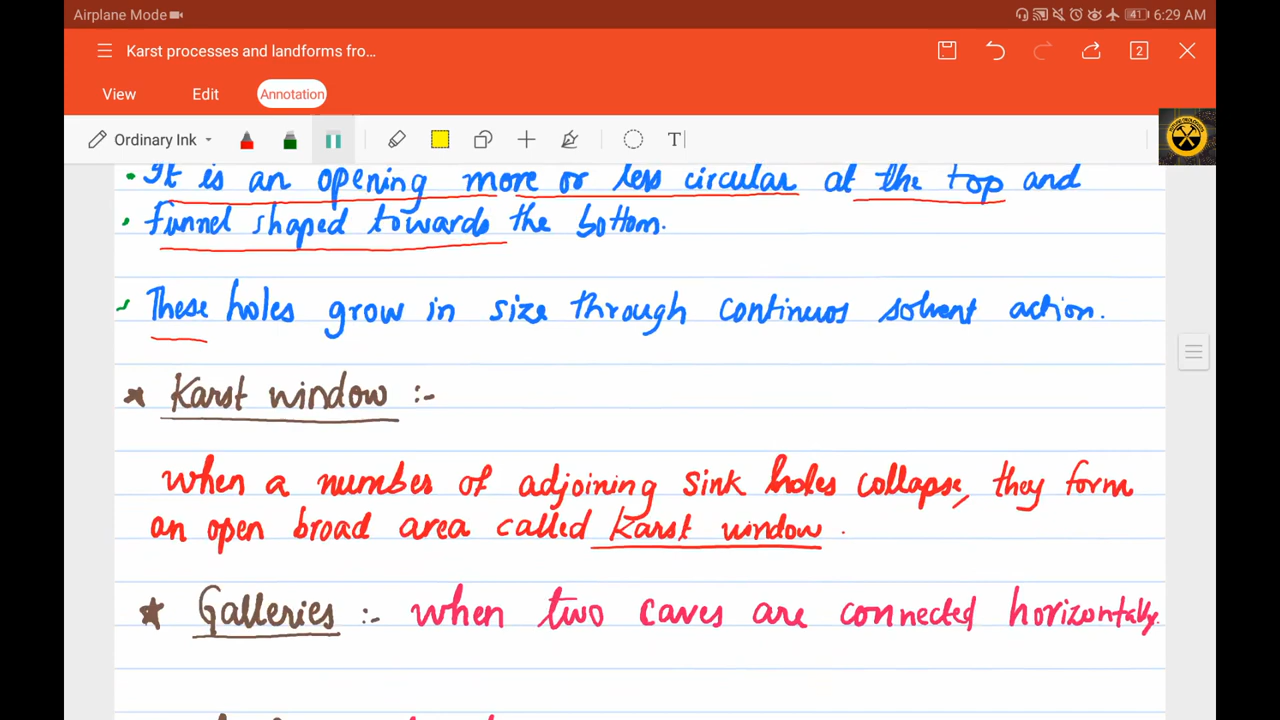 Airplane Mode 41 6:29 AM
Karst processes and landforms fro... 2
View Edit Annotation
Ordinary Ink T
• It is an opening more or less circular at the top and
• funnel shaped towards the bottom.
These holes grow in size through continuos solvent action.
* Karst window :-
when a number of adjoining sink holes collapse, they form
an open broad area called Karst window.
* Galleries :- when two caves are connected horizontally.